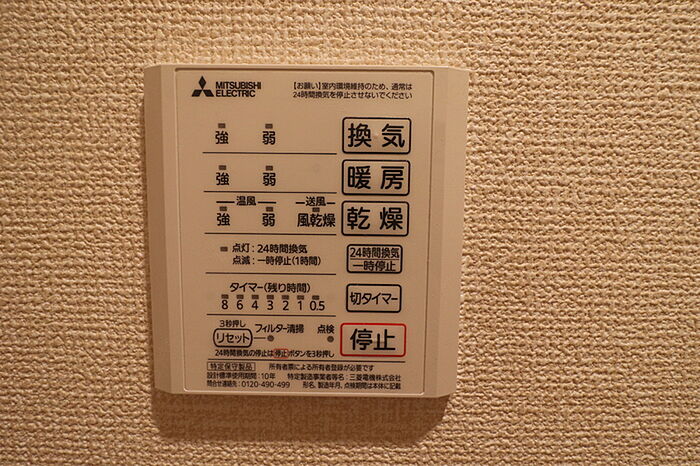 MITSUBISHI
ELECTRIC
【お願い】室内環境維持のため、通常は
24時間換気を停止させないでください
強 弱 換気
強 弱 暖房
温風 送風
強 弱 風乾燥 乾燥
点灯:24時間換気
点滅:一時停止(1時間)
24時間換気
一時停止
タイマー(残り時間)
8 6 4 3 2 1 0.5
切タイマー
3秒押し
リセット フィルター清掃 点検
停止
24時間換気の停止は停止ボタンを3秒押し
特定保守製品 所有者票による所有者登録が必要です
設計標準使用期間:10年 特定製造事業者等名:三菱電機株式会社
問合せ連絡先:0120-490-499 形名、製造年月、点検期間は本体に記載